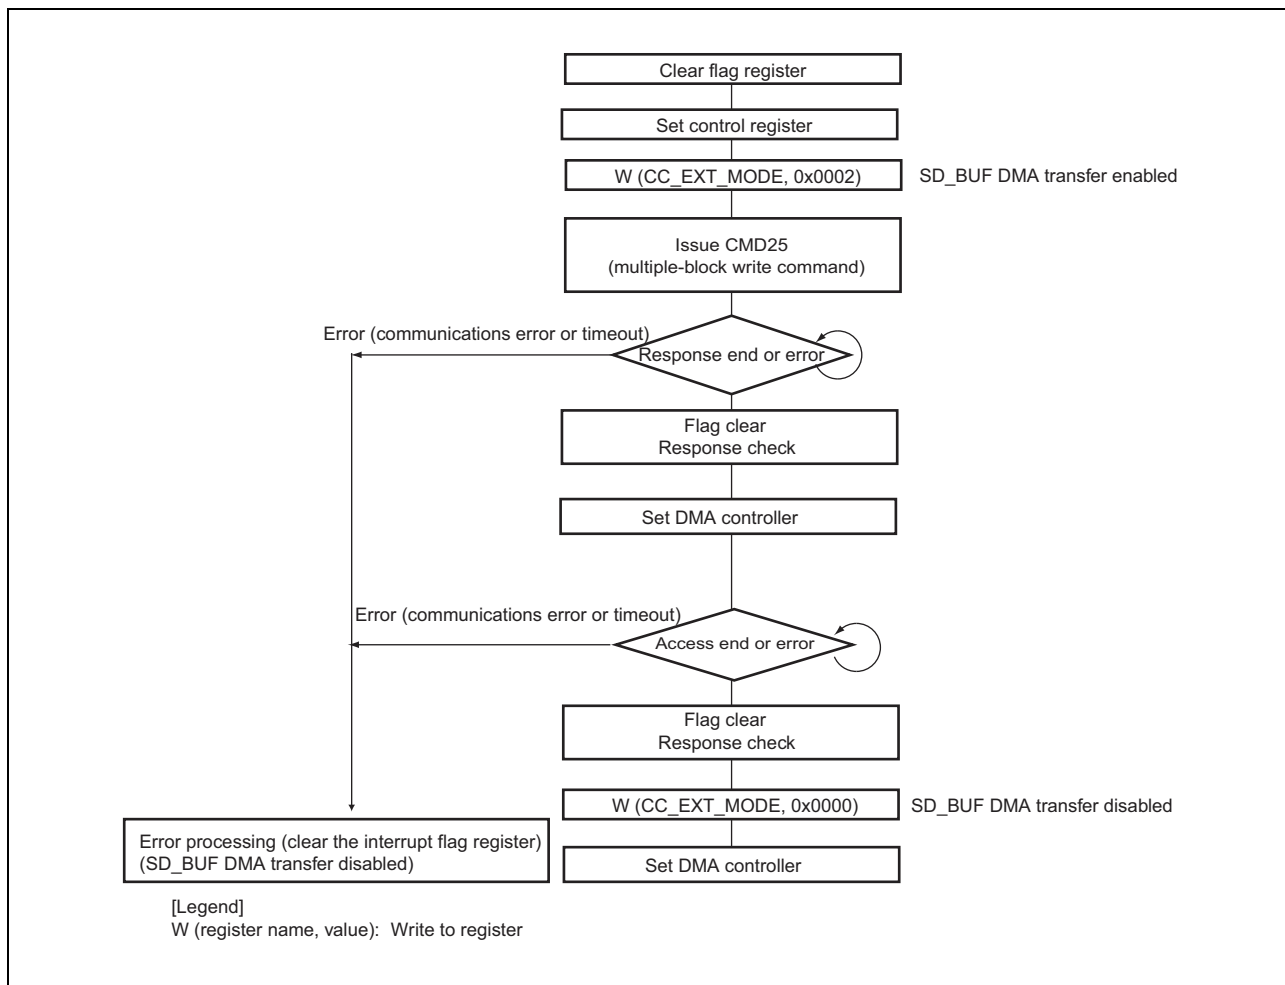 Clear flag register
Set control register
W (CC_EXT_MODE, 0x0002)
SD_BUF DMA transfer enabled
Issue CMD25
(multiple-block write command)
Error (communications error or timeout)
Response end or error
Flag clear
Response check
Set DMA controller
Error (communications error or timeout)
Access end or error
Flag clear
Response check
W (CC_EXT_MODE, 0x0000)
SD_BUF DMA transfer disabled
Error processing (clear the interrupt flag register)
(SD_BUF DMA transfer disabled)
Set DMA controller
[Legend]
W (register name, value):  Write to register